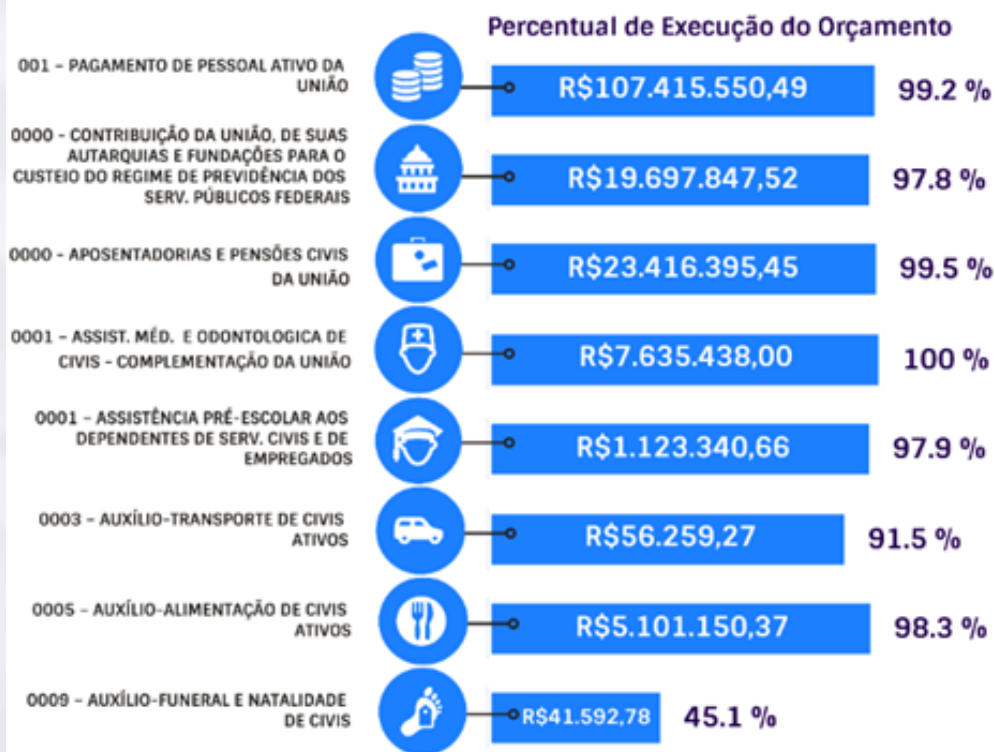 Percentual de Execução do Orçamento
001 – PAGAMENTO DE PESSOAL ATIVO DA
UNIÃO
R$107.415.550,49
99.2 %
0000 - CONTRIBUIÇÃO DA UNIÃO, DE SUAS
AUTARQUIAS E FUNDAÇÕES PARA O
CUSTEIO DO REGIME DE PREVIDÊNCIA DOS
SERV. PÚBLICOS FEDERAIS
R$19.697.847,52
97.8 %
0000 - APOSENTADORIAS E PENSÕES CIVIS
DA UNIÃO
R$23.416.395,45
99.5 %
0001 – ASSIST. MÉD. E ODONTOLOGICA DE
CIVIS – COMPLEMENTAÇÃO DA UNIÃO
R$7.635.438,00
100 %
0001 – ASSISTÊNCIA PRÉ-ESCOLAR AOS
DEPENDENTES DE SERV. CIVIS E DE
EMPREGADOS
R$1.123.340,66
97.9 %
0003 – AUXÍLIO-TRANSPORTE DE CIVIS
ATIVOS
R$56.259,27
91.5 %
0005 – AUXÍLIO-ALIMENTAÇÃO DE CIVIS
ATIVOS
R$5.101.150,37
98.3 %
0009 – AUXÍLIO-FUNERAL E NATALIDADE
DE CIVIS
R$41.592,78
45.1 %